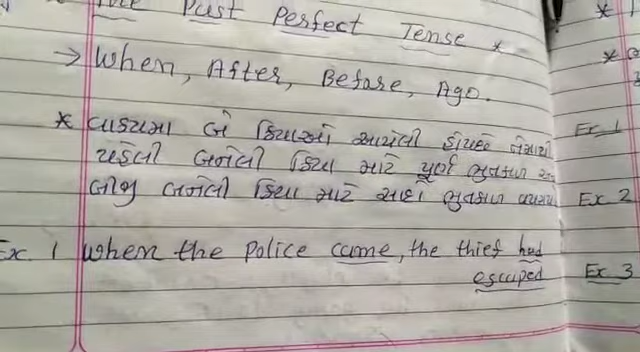 The Past Perfect Tense *
→ When, After, Before, Ago.
* વાક્યમાં બે ક્રિયાઓ આવેલી હોય
પહેલી બનેલી ક્રિયા માટે પૂર્ણ ભૂતકાળ
બીજી બનેલી ક્રિયા માટે સાદો ભૂતકાળ
Ex. 1 when the police came, the thief had
escaped
Ex 1
Ex 2
Ex 3